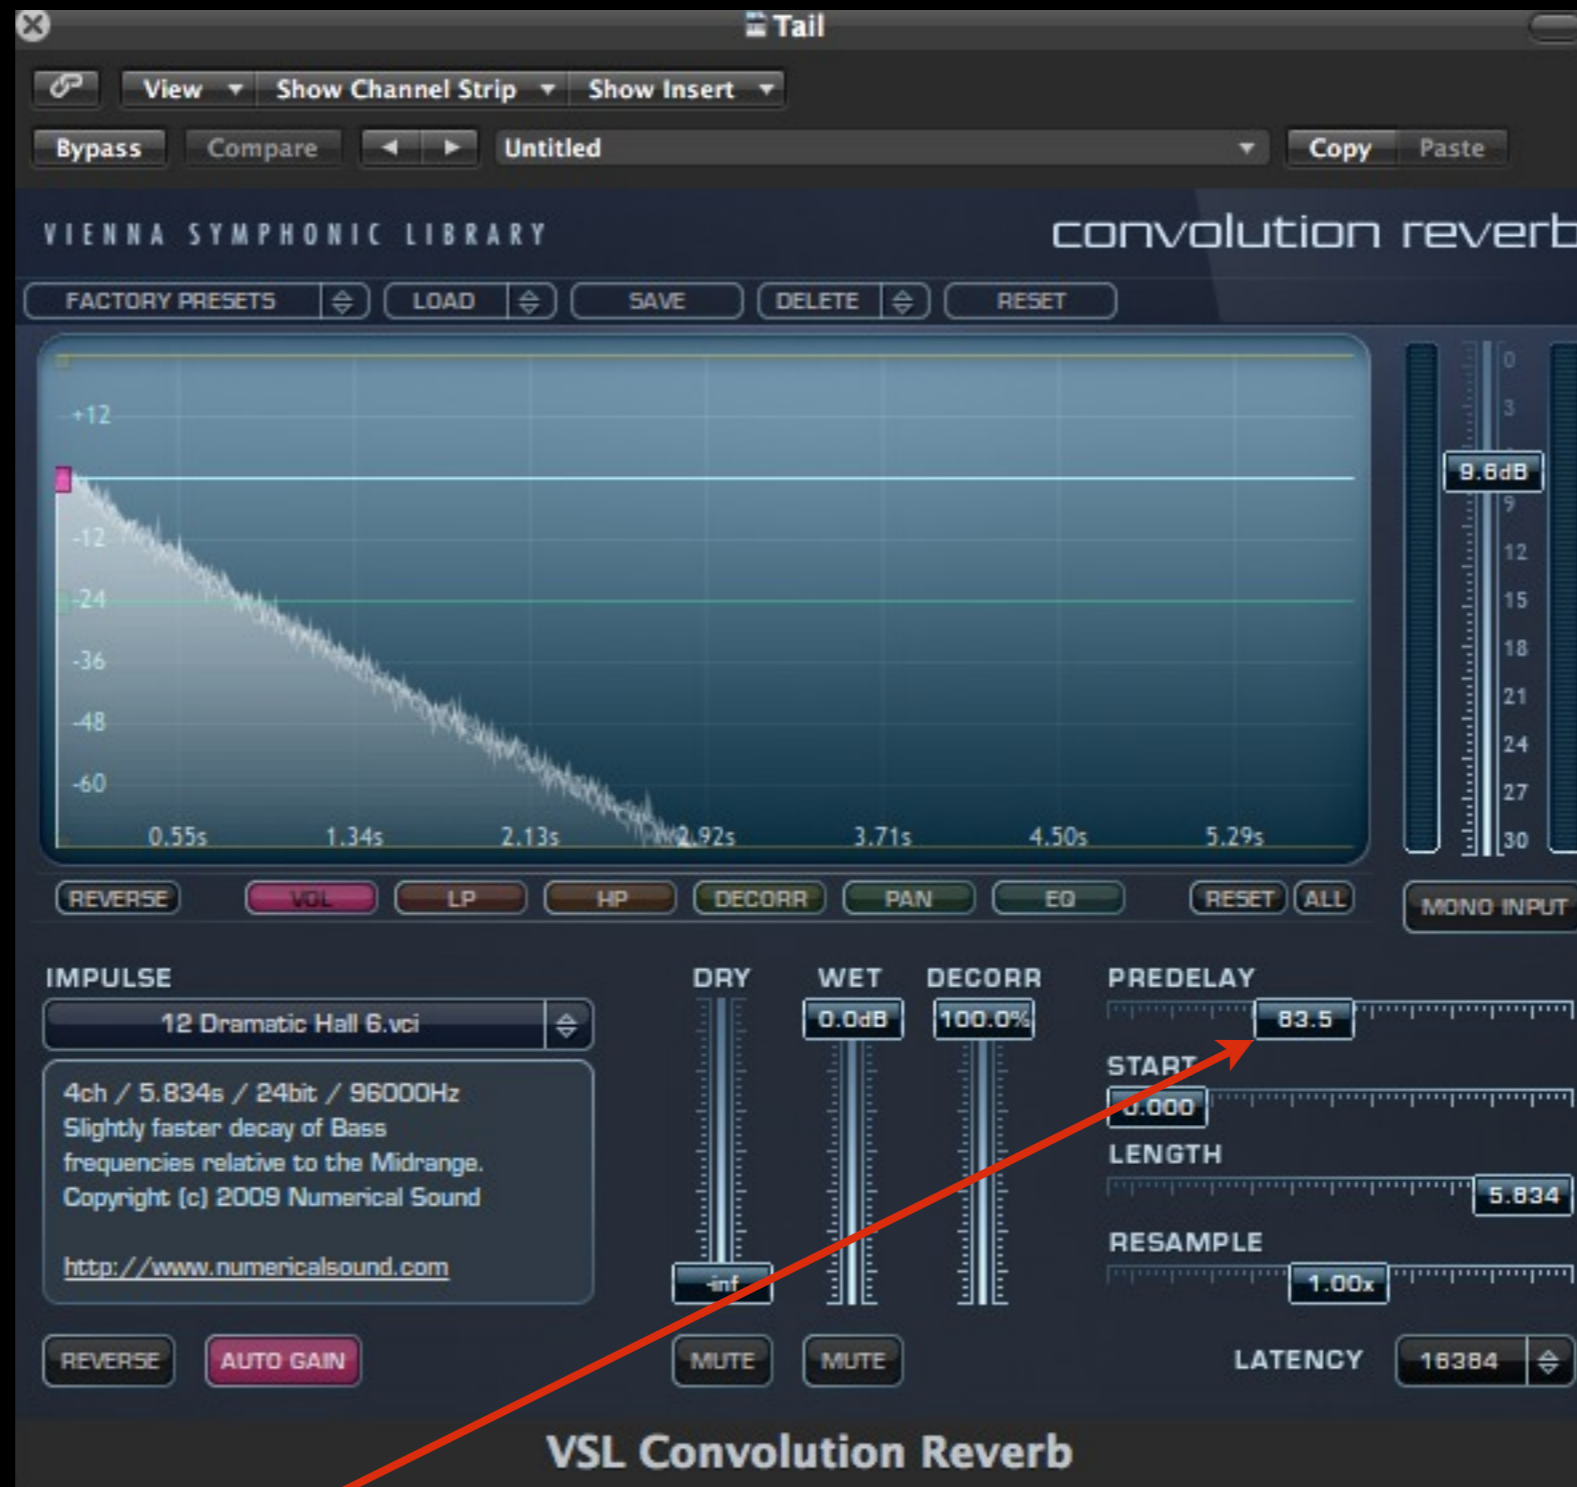 Tail
View Show Channel Strip Show Insert
Bypass Compare Untitled Copy Paste
VIENNA SYMPHONIC LIBRARY convolution reverb
FACTORY PRESETS LOAD SAVE DELETE RESET
+12
-12
-24
-36
-48
-60
0.55s 1.34s 2.13s 2.92s 3.71s 4.50s 5.29s
0
3
9.6dB
9
12
15
18
21
24
27
30
REVERSE VOL LP HP DECORR PAN EQ RESET ALL MONO INPUT
IMPULSE
12 Dramatic Hall 6.vci
4ch / 5.834s / 24bit / 96000Hz
Slightly faster decay of Bass
frequencies relative to the Midrange.
Copyright (c) 2009 Numerical Sound
http://www.numericalsound.com
REVERSE AUTO GAIN
DRY WET DECORR
0.0dB 100.0%
-inf
MUTE MUTE
PREDELAY
83.5
START
0.000
LENGTH
5.834
RESAMPLE
1.00x
LATENCY 16384
VSL Convolution Reverb